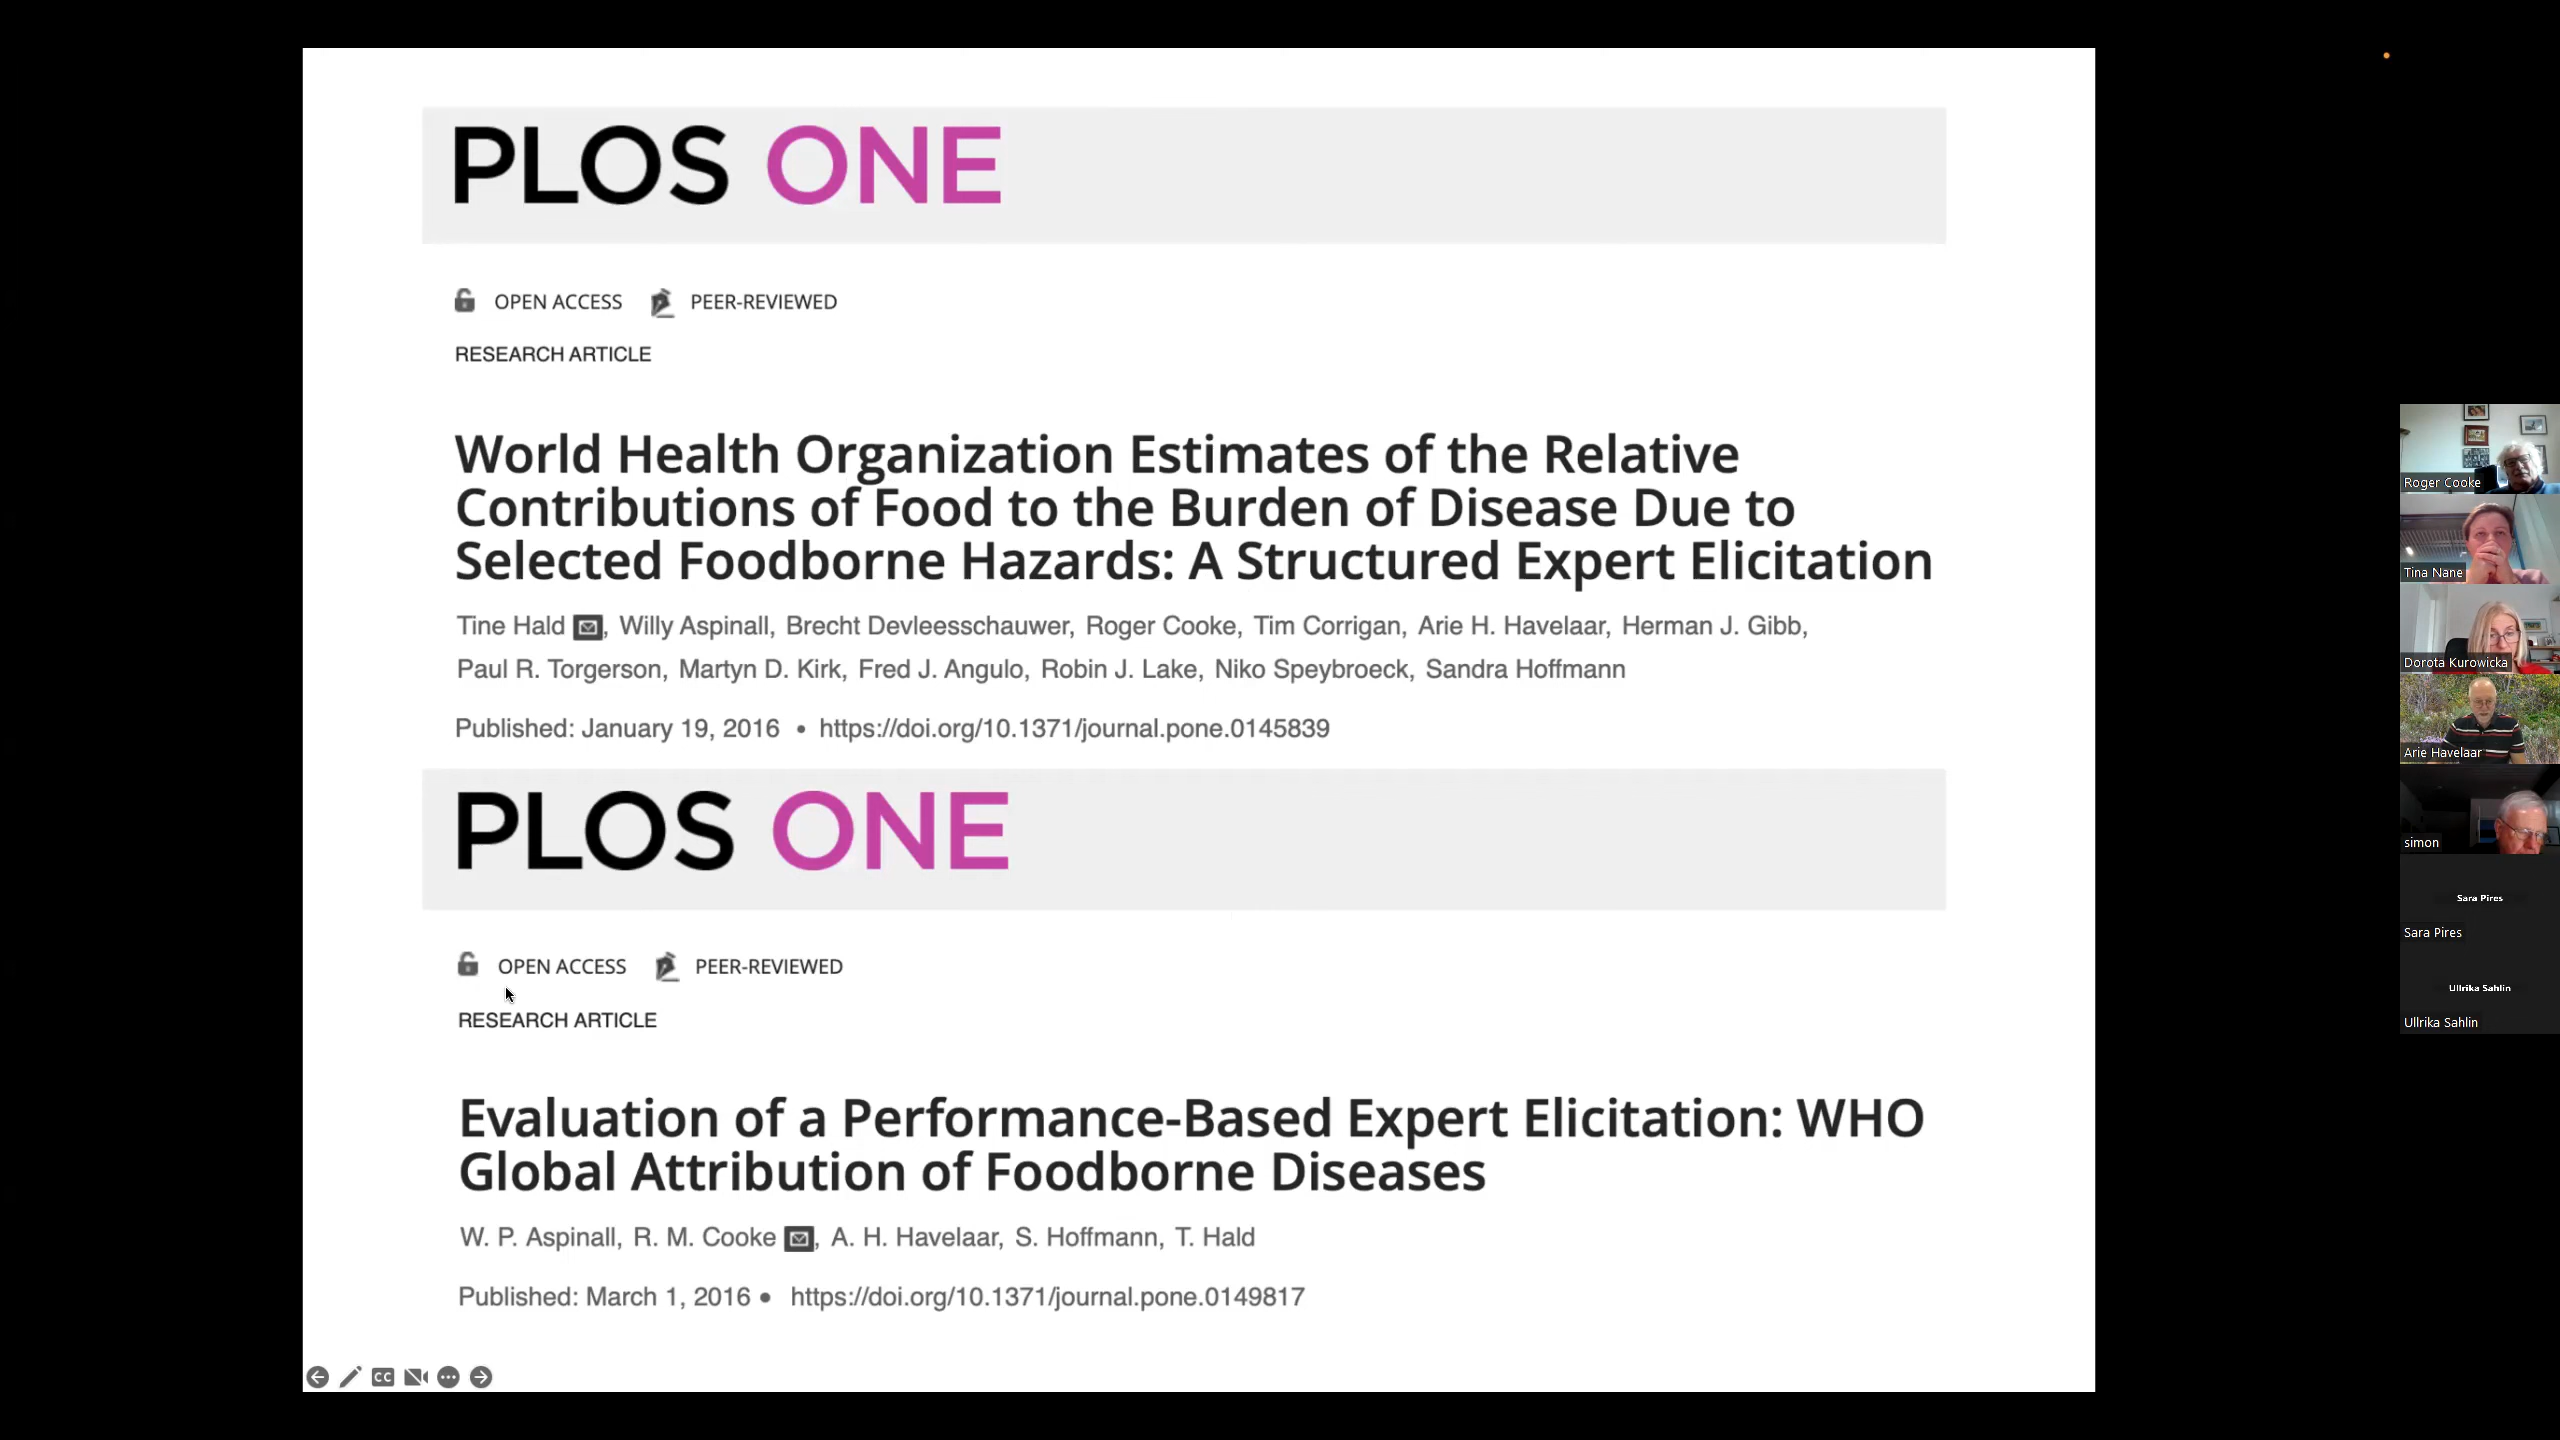 PLOS ONE
OPEN ACCESS PEER-REVIEWED
RESEARCH ARTICLE
World Health Organization Estimates of the Relative
Contributions of Food to the Burden of Disease Due to
Selected Foodborne Hazards: A Structured Expert Elicitation
Tine Hald , Willy Aspinall, Brecht Devleesschauwer, Roger Cooke, Tim Corrigan, Arie H. Havelaar, Herman J. Gibb,
Paul R. Torgerson, Martyn D. Kirk, Fred J. Angulo, Robin J. Lake, Niko Speybroeck, Sandra Hoffmann
Published: January 19, 2016 • https://doi.org/10.1371/journal.pone.0145839
PLOS ONE
OPEN ACCESS PEER-REVIEWED
RESEARCH ARTICLE
Evaluation of a Performance-Based Expert Elicitation: WHO
Global Attribution of Foodborne Diseases
W. P. Aspinall, R. M. Cooke , A. H. Havelaar, S. Hoffmann, T. Hald
Published: March 1, 2016 • https://doi.org/10.1371/journal.pone.0149817
CC
Roger Cooke
Tina Nane
Dorota Kurowicka
Arie Havelaar
simon
Sara Pires
Sara Pires
Ullrika Sahlin
Ullrika Sahlin